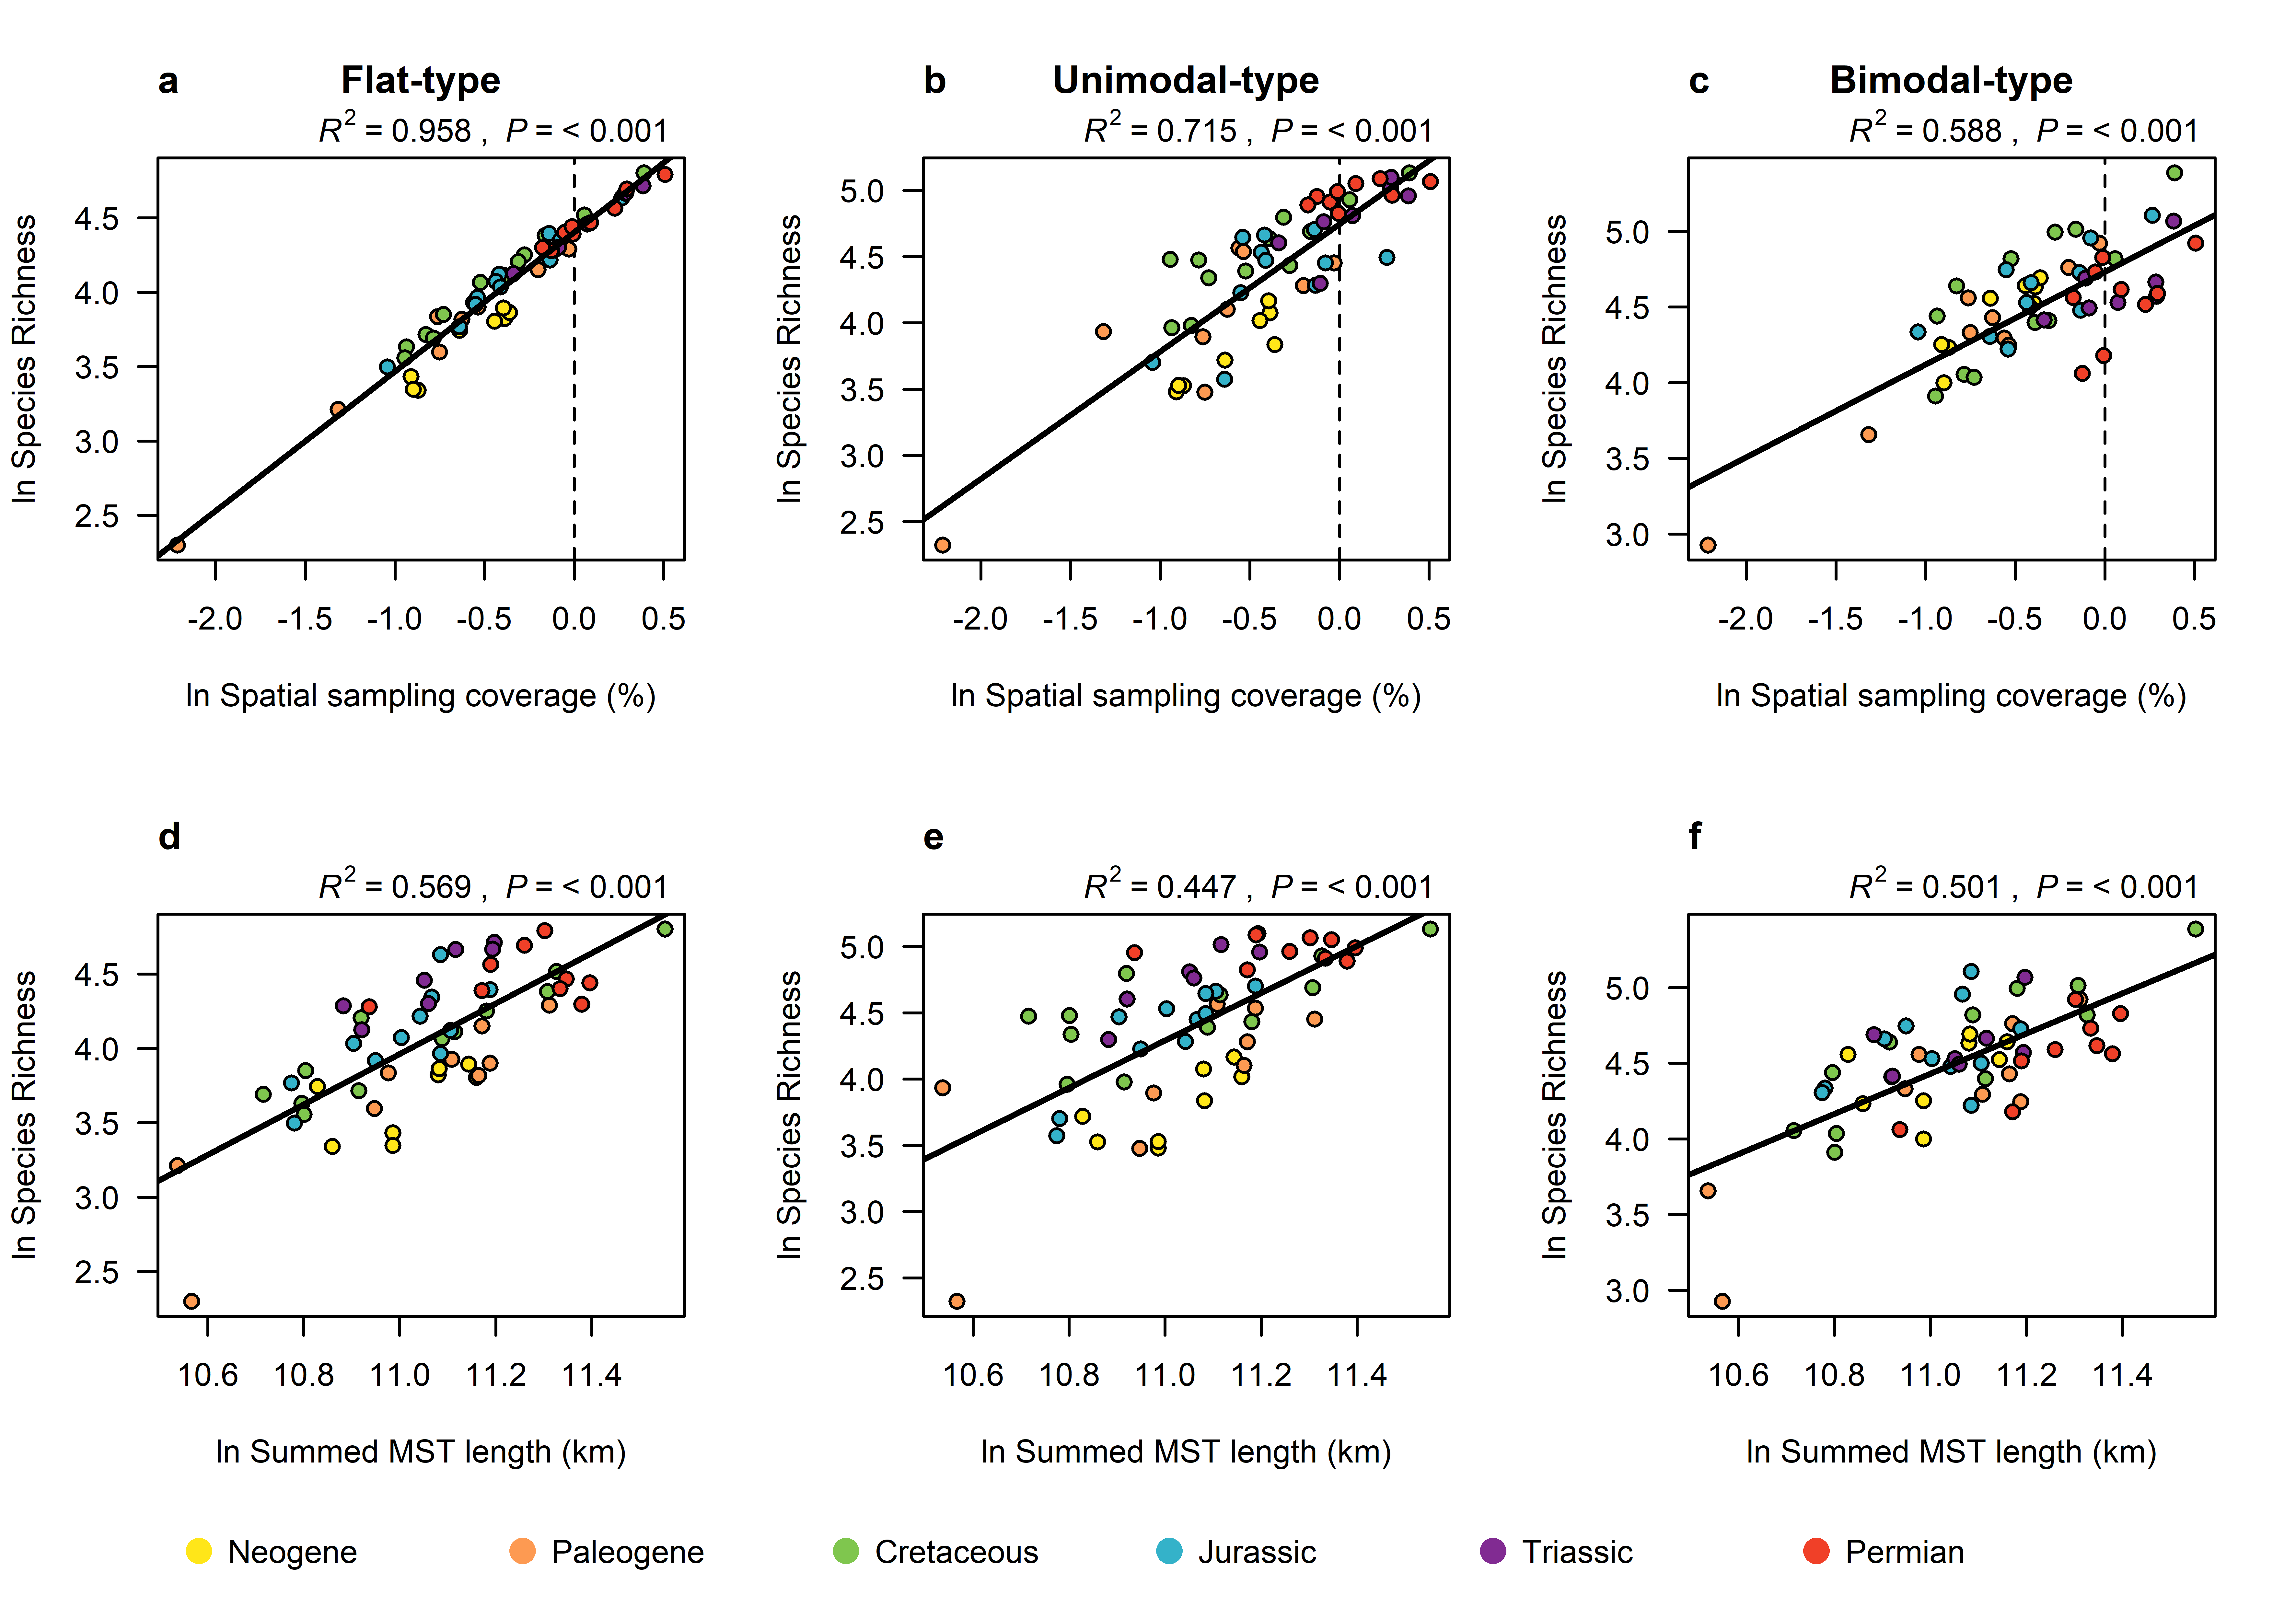 a Flat-type
R² = 0.958 , P = < 0.001
ln Species Richness
4.5
4.0
3.5
3.0
2.5
-2.0 -1.5 -1.0 -0.5 0.0 0.5
ln Spatial sampling coverage (%)
b Unimodal-type
R² = 0.715 , P = < 0.001
ln Species Richness
5.0
4.5
4.0
3.5
3.0
2.5
-2.0 -1.5 -1.0 -0.5 0.0 0.5
ln Spatial sampling coverage (%)
c Bimodal-type
R² = 0.588 , P = < 0.001
ln Species Richness
5.0
4.5
4.0
3.5
3.0
-2.0 -1.5 -1.0 -0.5 0.0 0.5
ln Spatial sampling coverage (%)
d
R² = 0.569 , P = < 0.001
ln Species Richness
4.5
4.0
3.5
3.0
2.5
10.6 10.8 11.0 11.2 11.4
ln Summed MST length (km)
e
R² = 0.447 , P = < 0.001
ln Species Richness
5.0
4.5
4.0
3.5
3.0
2.5
10.6 10.8 11.0 11.2 11.4
ln Summed MST length (km)
f
R² = 0.501 , P = < 0.001
ln Species Richness
5.0
4.5
4.0
3.5
3.0
10.6 10.8 11.0 11.2 11.4
ln Summed MST length (km)
Neogene Paleogene Cretaceous Jurassic Triassic Permian